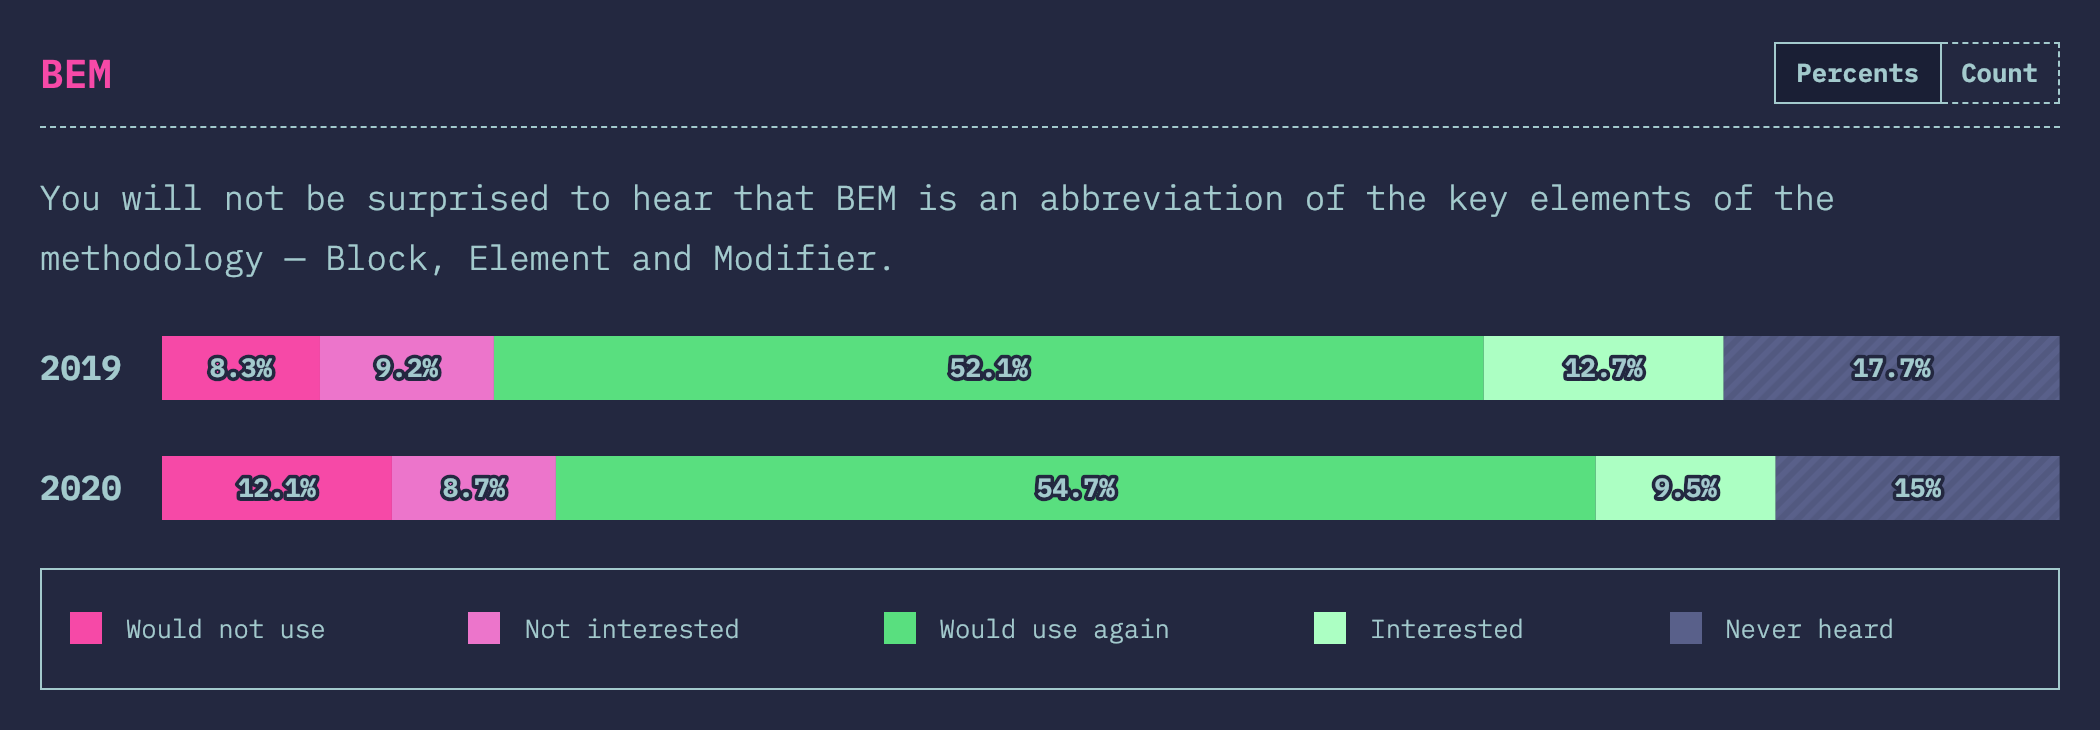 BEM
Percents Count
You will not be surprised to hear that BEM is an abbreviation of the key elements of the
methodology — Block, Element and Modifier.
2019 8.3% 9.2% 52.1% 12.7% 17.7%
2020 12.1% 8.7% 54.7% 9.5% 15%
Would not use Not interested Would use again Interested Never heard